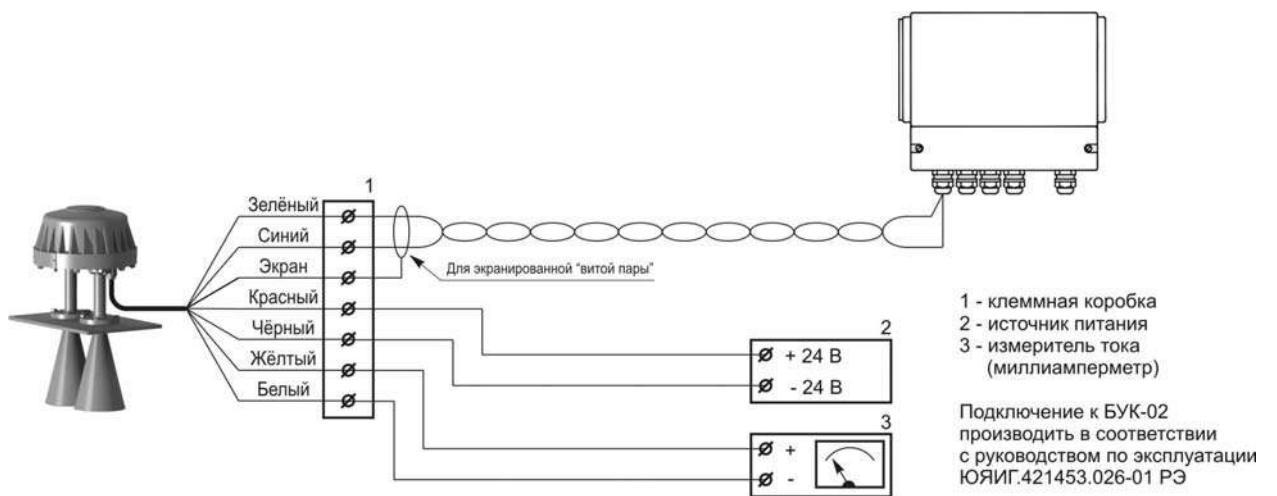 1
Зелёный
Синий
Экран
Красный
Чёрный
Жёлтый
Белый
Для экранированной "витой пары"
2
+ 24 В
- 24 В
3
+
-
1 - клеммная коробка
2 - источник питания
3 - измеритель тока
(миллиамперметр)
Подключение к БУК-02
производить в соответствии
с руководством по эксплуатации
ЮЯИГ.421453.026-01 РЭ